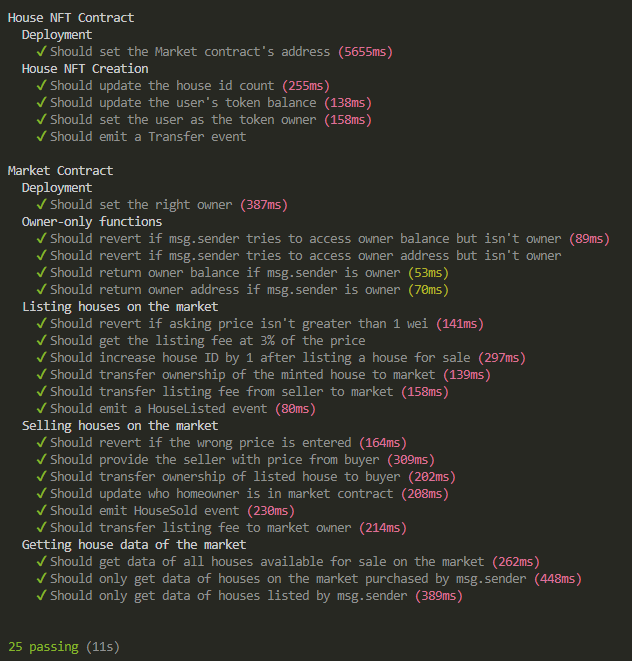 House NFT Contract
Deployment
✓ Should set the Market contract's address (5655ms)
House NFT Creation
✓ Should update the house id count (255ms)
✓ Should update the user's token balance (138ms)
✓ Should set the user as the token owner (158ms)
✓ Should emit a Transfer event
Market Contract
Deployment
✓ Should set the right owner (387ms)
Owner-only functions
✓ Should revert if msg.sender tries to access owner balance but isn't owner (89ms)
✓ Should revert if msg.sender tries to access owner address but isn't owner
✓ Should return owner balance if msg.sender is owner (53ms)
✓ Should return owner address if msg.sender is owner (70ms)
Listing houses on the market
✓ Should revert if asking price isn't greater than 1 wei (141ms)
✓ Should get the listing fee at 3% of the price
✓ Should increase house ID by 1 after listing a house for sale (297ms)
✓ Should transfer ownership of the minted house to market (139ms)
✓ Should transfer listing fee from seller to market (158ms)
✓ Should emit a HouseListed event (80ms)
Selling houses on the market
✓ Should revert if the wrong price is entered (164ms)
✓ Should provide the seller with price from buyer (309ms)
✓ Should transfer ownership of listed house to buyer (202ms)
✓ Should update who homeowner is in market contract (208ms)
✓ Should emit HouseSold event (230ms)
✓ Should transfer listing fee to market owner (214ms)
Getting house data of the market
✓ Should get data of all houses available for sale on the market (262ms)
✓ Should only get data of houses on the market purchased by msg.sender (448ms)
✓ Should only get data of houses listed by msg.sender (389ms)
25 passing (11s)